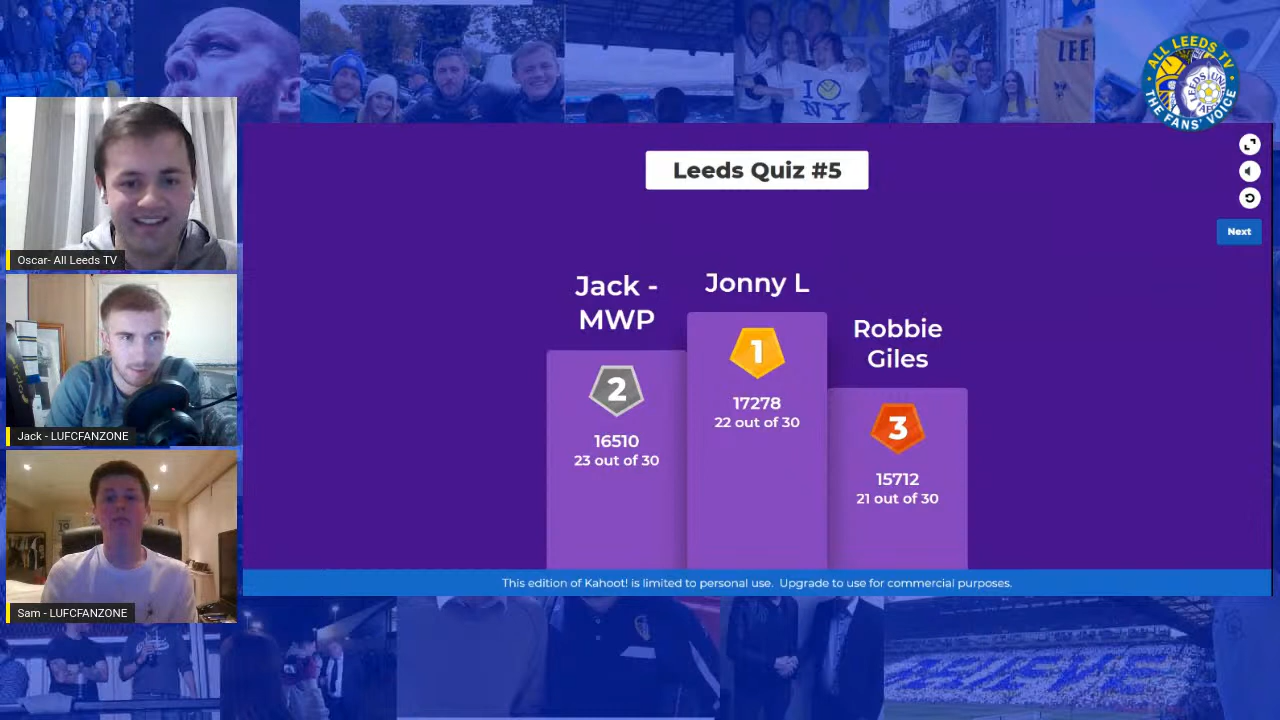 ALL LEEDS TV
THE FANS' VOICE
I
NY
LEE
Leeds Quiz #5
Next
Oscar- All Leeds TV
Jack - LUFCFANZONE
Sam - LUFCFANZONE
Jack -
MWP
2
16510
23 out of 30
Jonny L
1
17278
22 out of 30
Robbie
Giles
3
15712
21 out of 30
This edition of Kahoot! is limited to personal use. Upgrade to use for commercial purposes.